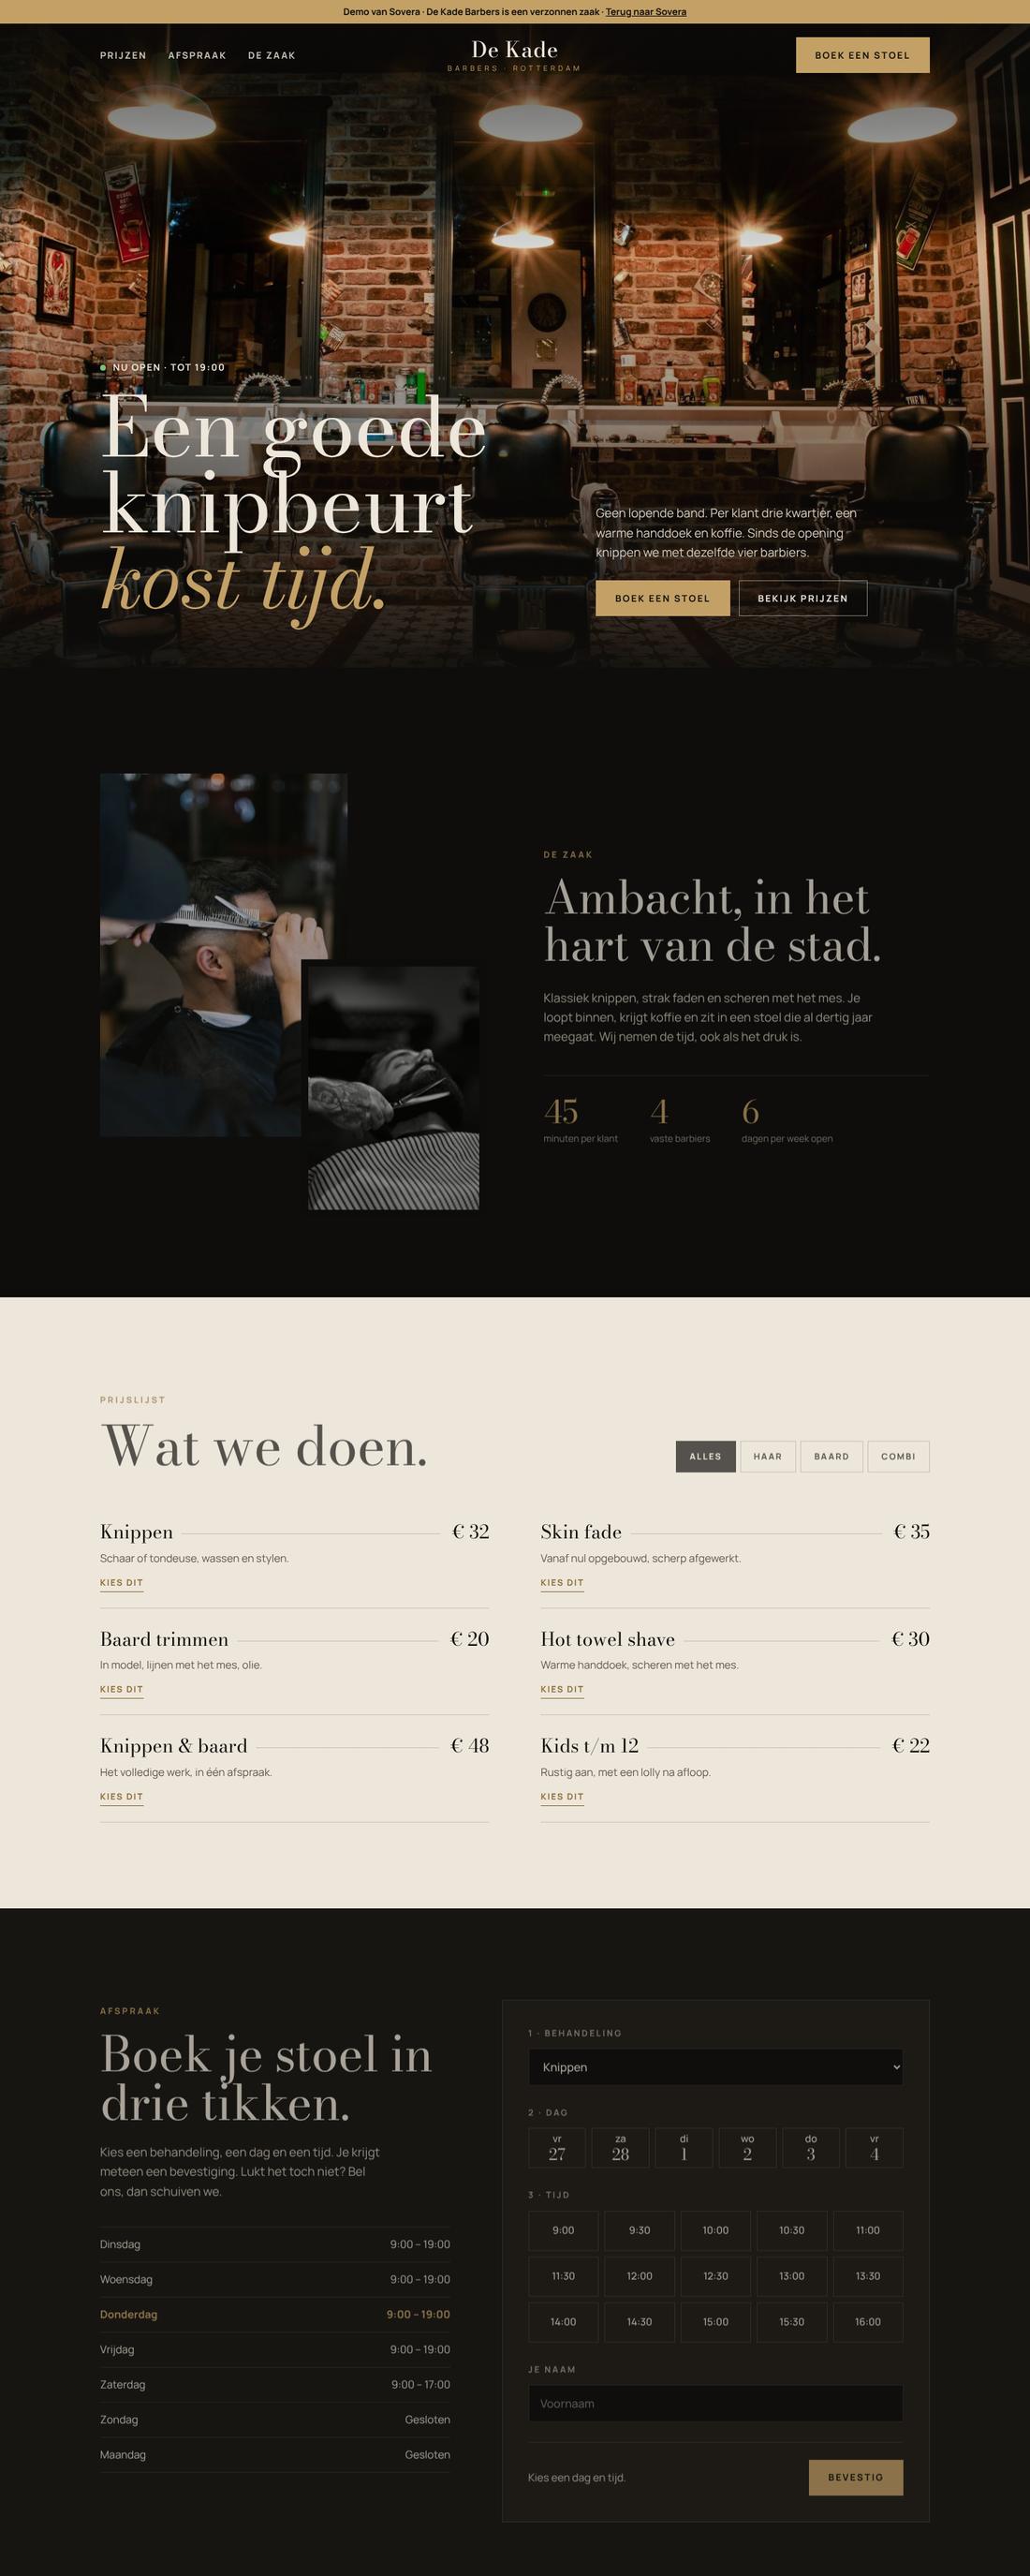 Demo van Sovera · De Kade Barbers is een verzonnen zaak · Terug naar Sovera
PRIJZEN AFSPRAAK DE ZAAK
De Kade
BARBERS · ROTTERDAM
BOEK EEN STOEL
NU OPEN · TOT 19:00
Een goede
knipbeurt
kost tijd.
Geen lopende band. Per klant drie kwartier, een
warme handdoek en koffie. Sinds de opening
knippen we met dezelfde vier barbiers.
BOEK EEN STOEL
BEKIJK PRIJZEN
DE ZAAK
Ambacht, in het
hart van de stad.
Klassiek knippen, strak faden en scheren met het mes. Je
loopt binnen, krijgt koffie en zit in een stoel die al dertig jaar
meegaat. Wij nemen de tijd, ook als het druk is.
45 4 6
minuten per klant vaste barbiers dagen per week open
PRIJSLIJST
Wat we doen.
ALLES HAAR BAARD COMBI
Knippen € 32
Schaar of tondeuse, wassen en stylen.
KIES DIT
Skin fade € 35
Vanaf nul opgebouwd, scherp afgewerkt.
KIES DIT
Baard trimmen € 20
In model, lijnen met het mes, olie.
KIES DIT
Hot towel shave € 30
Warme handdoek, scheren met het mes.
KIES DIT
Knippen & baard € 48
Het volledige werk, in één afspraak.
KIES DIT
Kids t/m 12 € 22
Rustig aan, met een lolly na afloop.
KIES DIT
AFSPRAAK
Boek je stoel in
drie tikken.
Kies een behandeling, een dag en een tijd. Je krijgt
meteen een bevestiging. Lukt het toch niet? Bel
ons, dan schuiven we.
Dinsdag 9:00 – 19:00
Woensdag 9:00 – 19:00
Donderdag 9:00 – 19:00
Vrijdag 9:00 – 19:00
Zaterdag 9:00 – 17:00
Zondag Gesloten
Maandag Gesloten
1 · BEHANDELING
Knippen
2 · DAG
vr za di wo do vr
27 28 1 2 3 4
3 · TIJD
9:00 9:30 10:00 10:30 11:00
11:30 12:00 12:30 13:00 13:30
14:00 14:30 15:00 15:30 16:00
JE NAAM
Voornaam
Kies een dag en tijd.
BEVESTIG